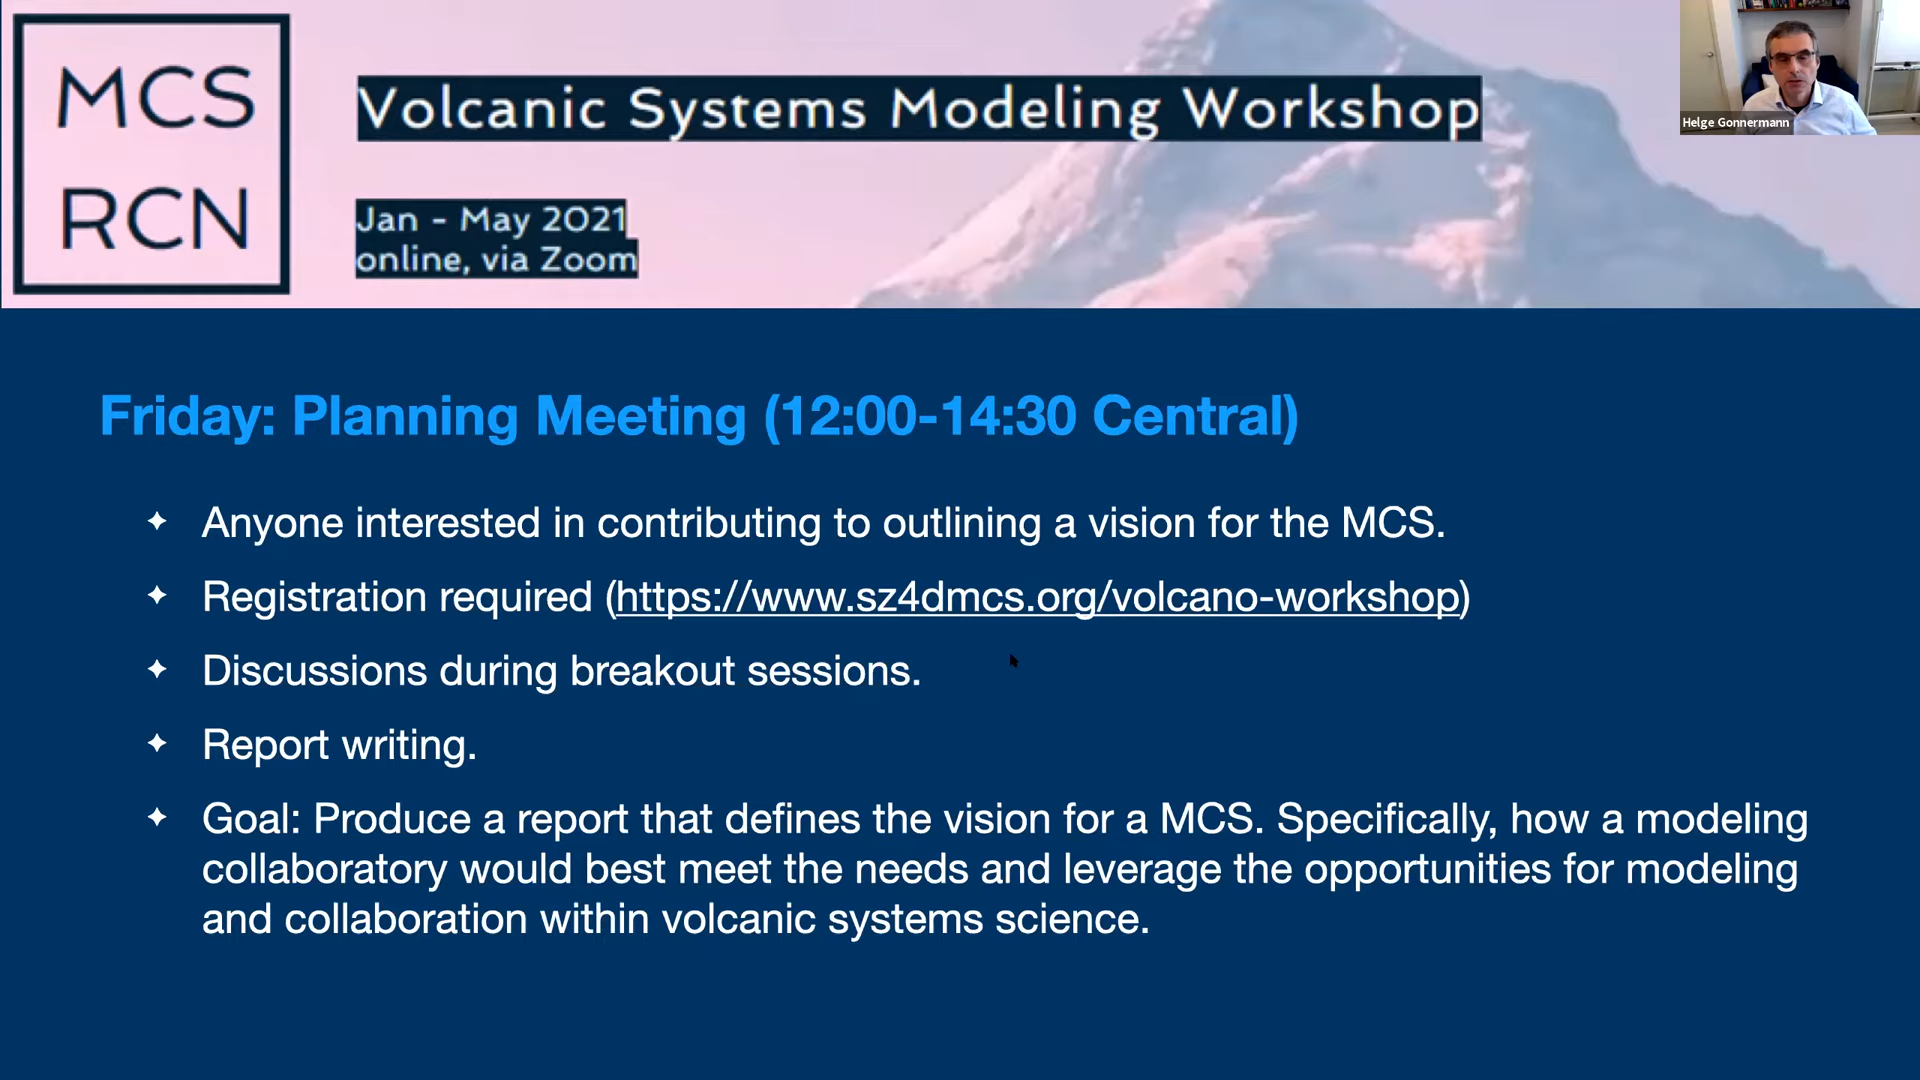 MCS
RCN
Volcanic Systems Modeling Workshop
Jan - May 2021
online, via Zoom
Helge Gonnermann
Friday: Planning Meeting (12:00-14:30 Central)
Anyone interested in contributing to outlining a vision for the MCS.
Registration required (https://www.sz4dmcs.org/volcano-workshop)
Discussions during breakout sessions.
Report writing.
Goal: Produce a report that defines the vision for a MCS. Specifically, how a modeling
collaboratory would best meet the needs and leverage the opportunities for modeling
and collaboration within volcanic systems science.